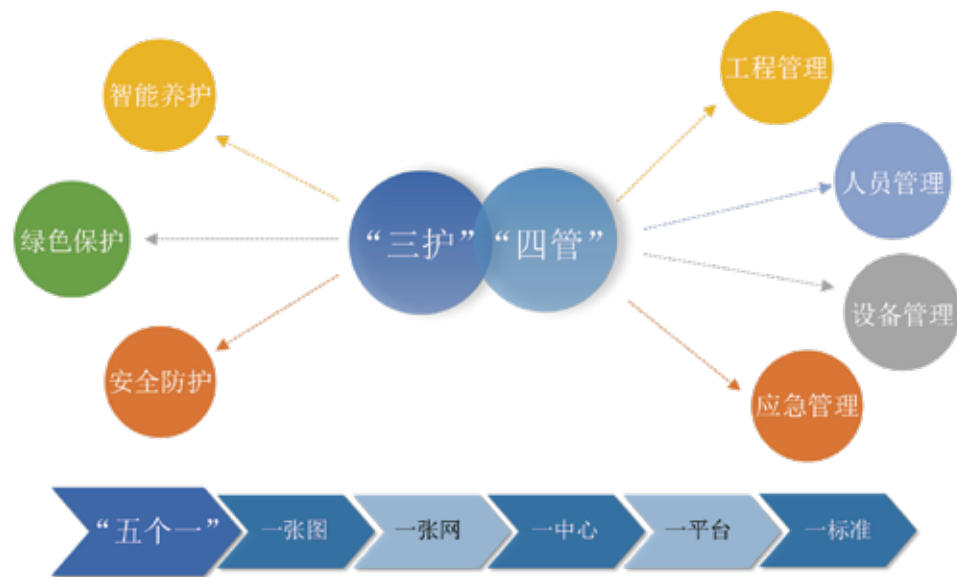 智能养护
绿色保护
安全防护
“三护”
“四管”
工程管理
人员管理
设备管理
应急管理
“五个一”
一张图
一张网
一中心
一平台
一标准